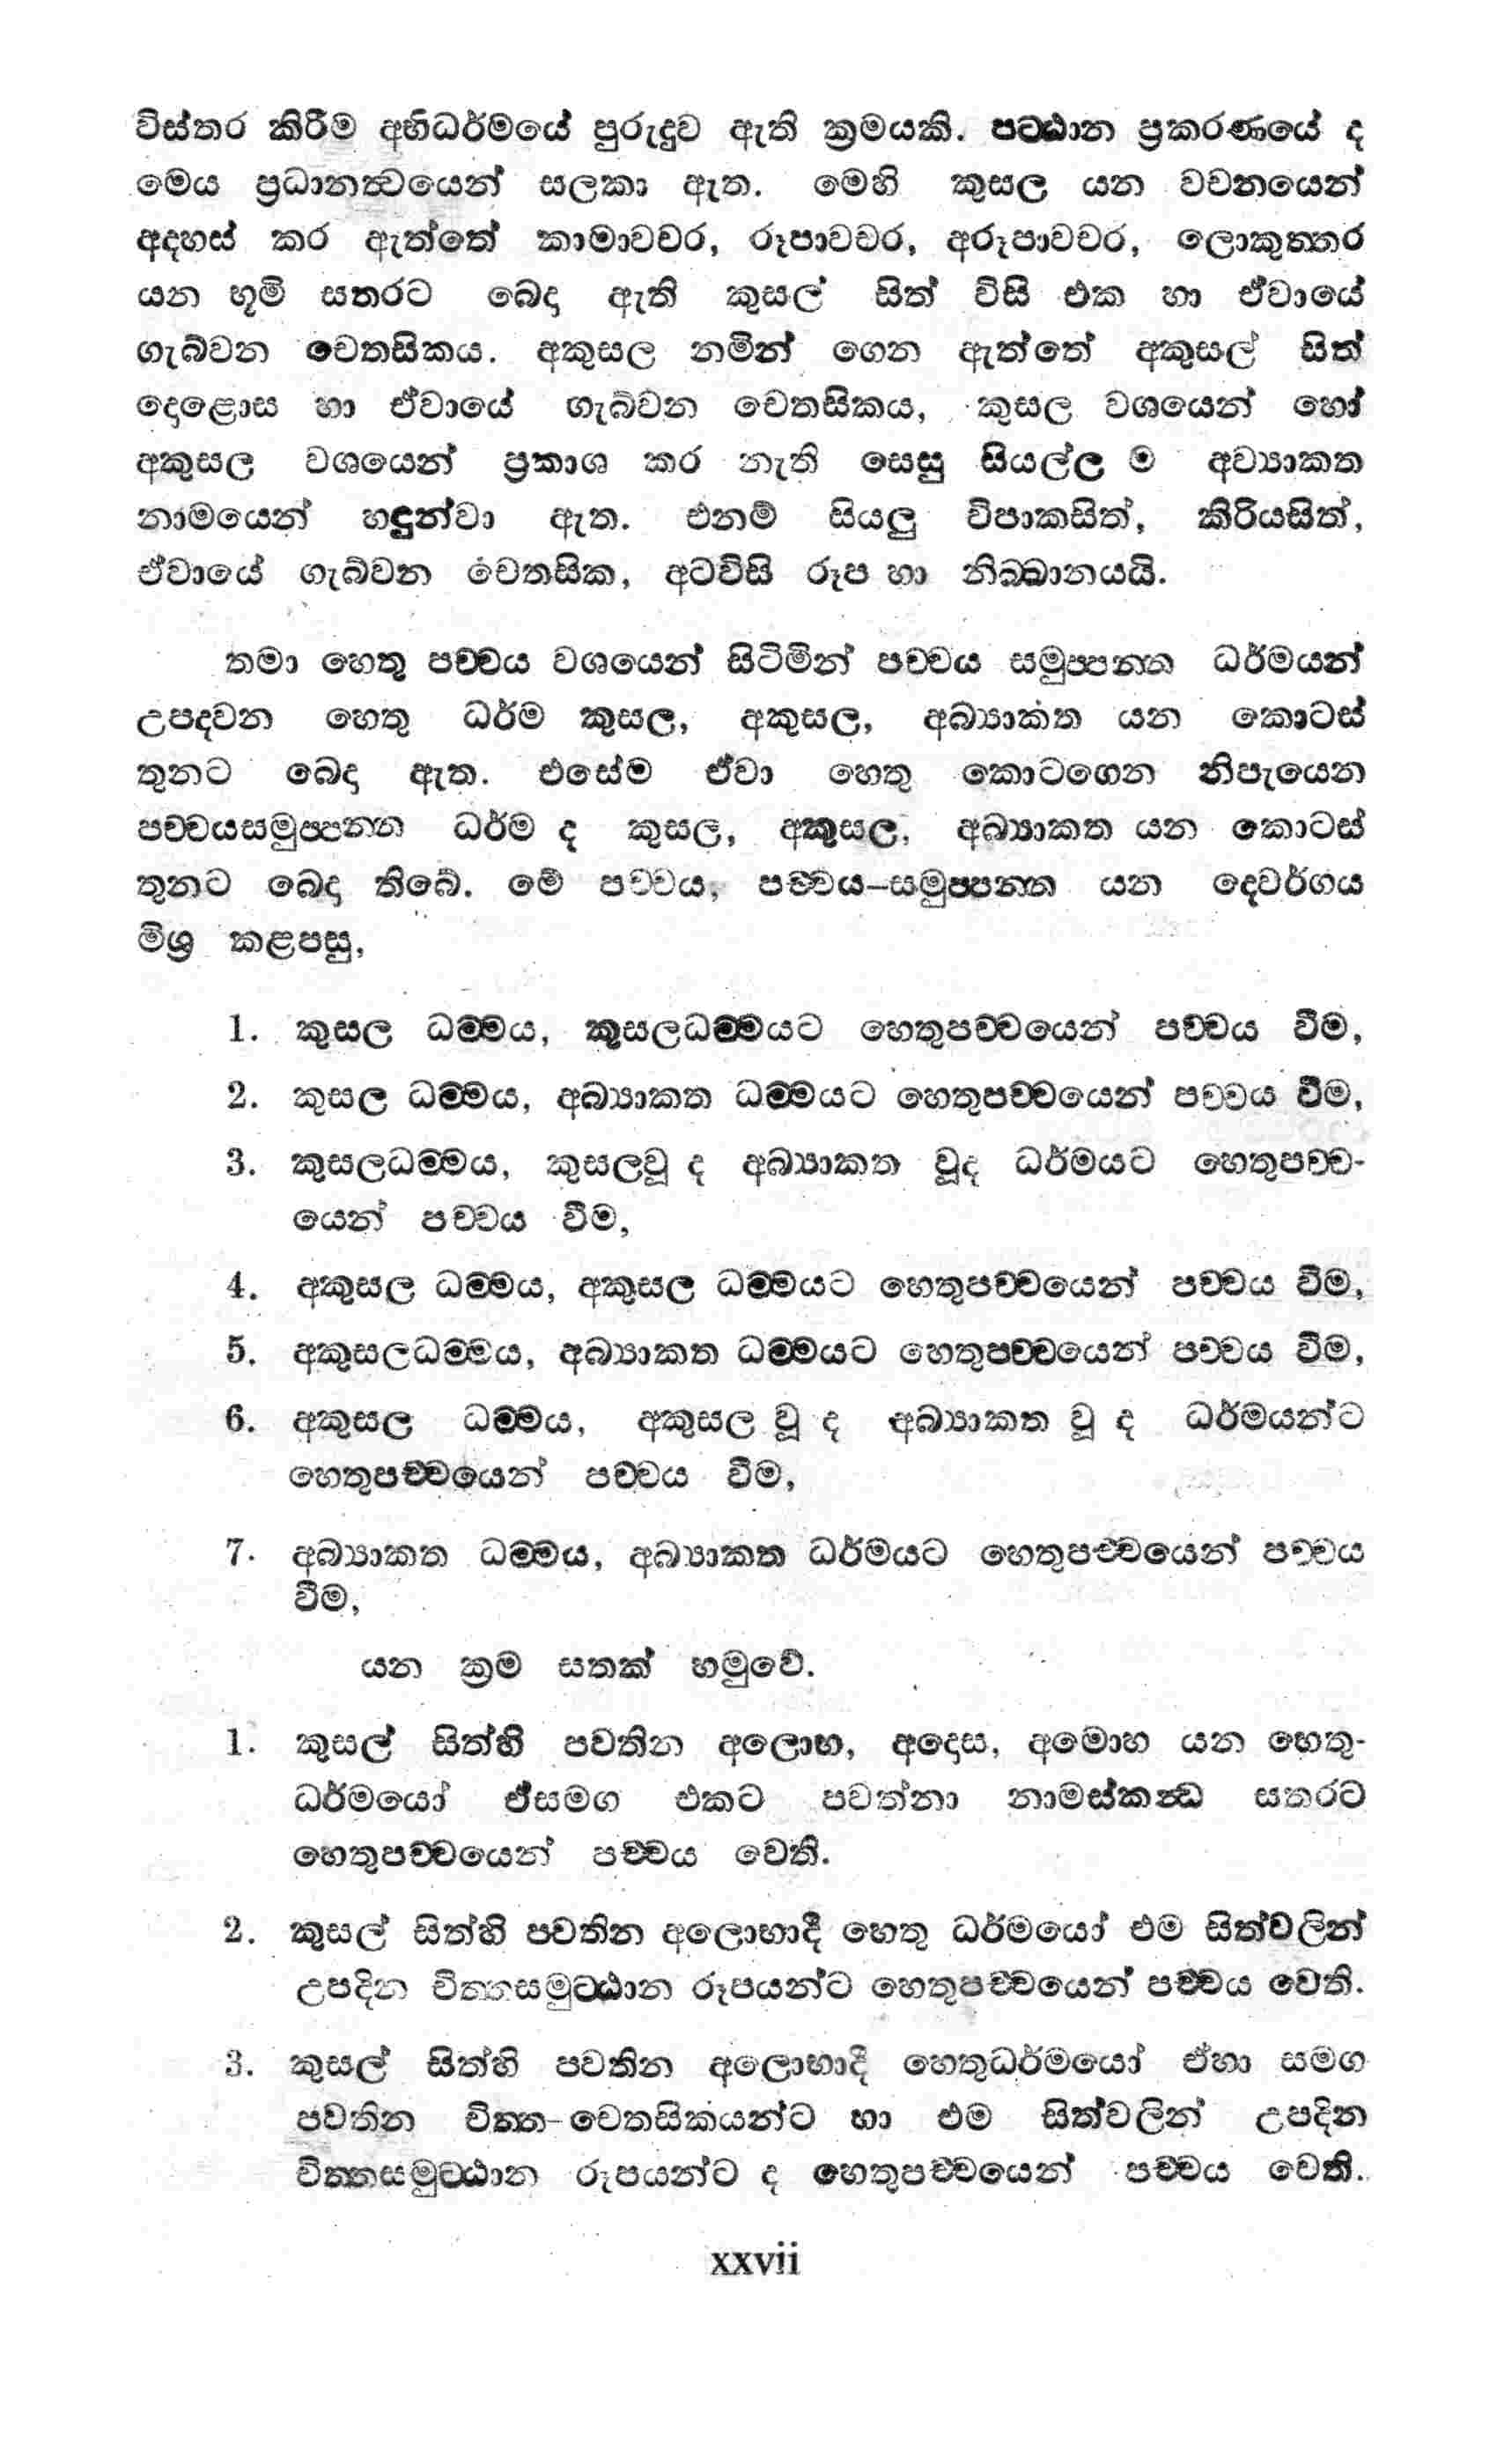 විස්තර කිරීම අභිධර්මයේ පුරුදුව ඇති ක්‍රමයකි. පට්ඨාන ප්‍රකරණයේ ද
මෙය ප්‍රධානත්‍වයෙන් සලකා ඇත. මෙහි කුසල යන වචනයෙන්
අදහස් කර ඇත්තේ කාමාවචර, රූපාවචර, අරූපාවචර, ලොකුත්තර
යන භූමි සතරට බෙදා ඇති කුසල් සිත් විසි එක හා ඒවායේ
ගැබ්වන චෙතසිකය. අකුසල නමින් ගෙන ඇත්තේ අකුසල් සිත්
දොළොස හා ඒවායේ ගැබ්වන චෙතසිකය, කුසල වශයෙන් හෝ
අකුසල වශයෙන් ප්‍රකාශ කර නැති සෙසු සියල්ල ම අව්‍යාකත
නාමයෙන් හඳුන්වා ඇත. එනම් සියලු විපාකසිත්, කිරියසිත්,
ඒවායේ ගැබ්වන චෙතසික, අටවිසි රූප හා නිබ්බානයයි.
තමා හෙතු පච්චය වශයෙන් සිටිමින් පච්චය සමුප්පන්න ධර්මයන්
උපදවන හෙතු ධර්ම කුසල, අකුසල, අබ්‍යාකත යන කොටස්
තුනට බෙදා ඇත. එසේම ඒවා හෙතු කොටගෙන නිපැයෙන
පච්චයසමුප්පන්න ධර්ම ද කුසල, අකුසල, අබ්‍යාකත යන කොටස්
තුනට බෙදා තිබේ. මේ පච්චය, පච්චය–සමුප්පන්න යන දෙවර්ගය
මිශ්‍ර කළපසු,
1. කුසල ධම්මය, කුසලධම්මයට හෙතුපච්චයෙන් පච්චය වීම,
2. කුසල ධම්මය, අබ්‍යාකත ධම්මයට හෙතුපච්චයෙන් පච්චය වීම,
3. කුසලධම්මය, කුසලවූ ද අබ්‍යාකත වූද ධර්මයට හෙතුපච්ච-
යෙන් පච්චය වීම,
4. අකුසල ධම්මය, අකුසල ධම්මයට හෙතුපච්චයෙන් පච්චය වීම,
5. අකුසලධම්මය, අබ්‍යාකත ධම්මයට හෙතුපච්චයෙන් පච්චය වීම,
6. අකුසල ධම්මය, අකුසල වූ ද අබ්‍යාකත වූ ද ධර්මයන්ට
හෙතුපච්චයෙන් පච්චය වීම,
7. අබ්‍යාකත ධම්මය, අබ්‍යාකත ධර්මයට හෙතුපච්චයෙන් පච්චය
වීම,
යන ක්‍රම සතක් හමුවේ.
1. කුසල් සිත්හි පවතින අලොභ, අදොස, අමොහ යන හෙතු-
ධර්මයෝ ඒසමග එකට පවත්නා නාමස්කන්‍ධ සතරට
හෙතුපච්චයෙන් පච්චය වෙති.
2. කුසල් සිත්හි පවතින අලොභාදී හෙතු ධර්මයෝ එම සිත්වලින්
උපදින චිත්තසමුට්ඨාන රූපයන්ට හෙතුපච්චයෙන් පච්චය වෙති.
3. කුසල් සිත්හි පවතින අලොභාදී හෙතුධර්මයෝ ඒහා සමග
පවතින චිත්ත–චෙතසිකයන්ට හා එම සිත්වලින් උපදින
චිත්තසමුට්ඨාන රූපයන්ට ද හෙතුපච්චයෙන් පච්චය වෙති.
xxvii